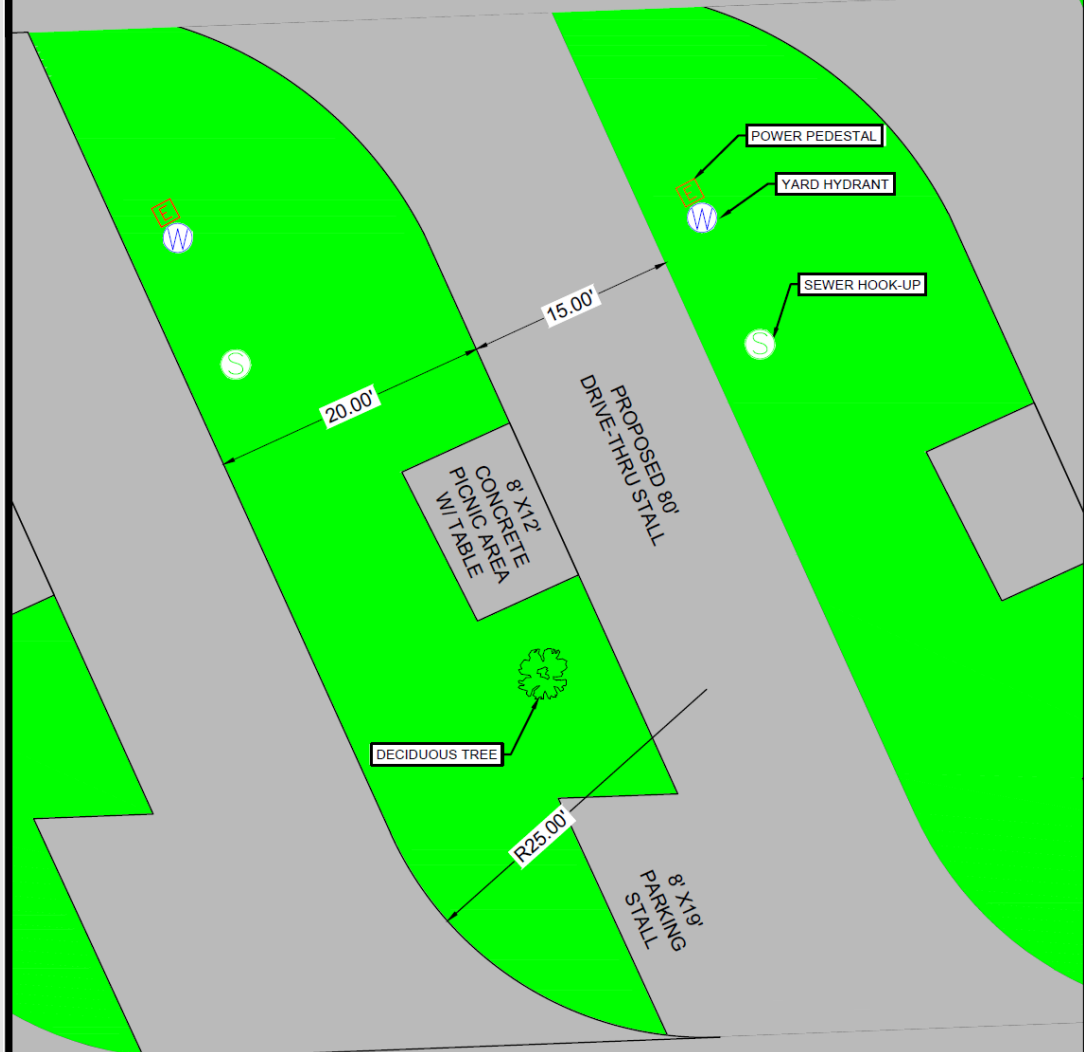 POWER PEDESTAL
E
YARD HYDRANT
W
E
W
SEWER HOOK-UP
S
15.00'
S
20.00'
PROPOSED 80'
DRIVE-THRU STALL
8' X12'
CONCRETE
PICNIC AREA
W/ TABLE
DECIDUOUS TREE
R25.00'
8' X19'
PARKING
STALL